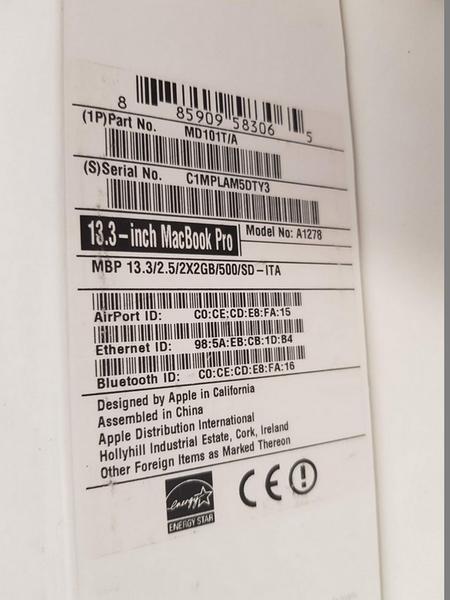 8 85909 58306 5
(1P)Part No. MD101T/A
(S)Serial No. C1MPLAM5DTY3
13.3-inch MacBook Pro Model No: A1278
MBP 13.3/2.5/2X2GB/500/SD-ITA
AirPort ID: C0:CE:CD:E8:FA:15
Ethernet ID: 98:5A:EB:CB:1D:B4
Bluetooth ID: C0:CE:CD:E8:FA:16
Designed by Apple in California
Assembled in China
Apple Distribution International
Hollyhill Industrial Estate, Cork, Ireland
Other Foreign Items as Marked Thereon
energy
ENERGY STAR
CE